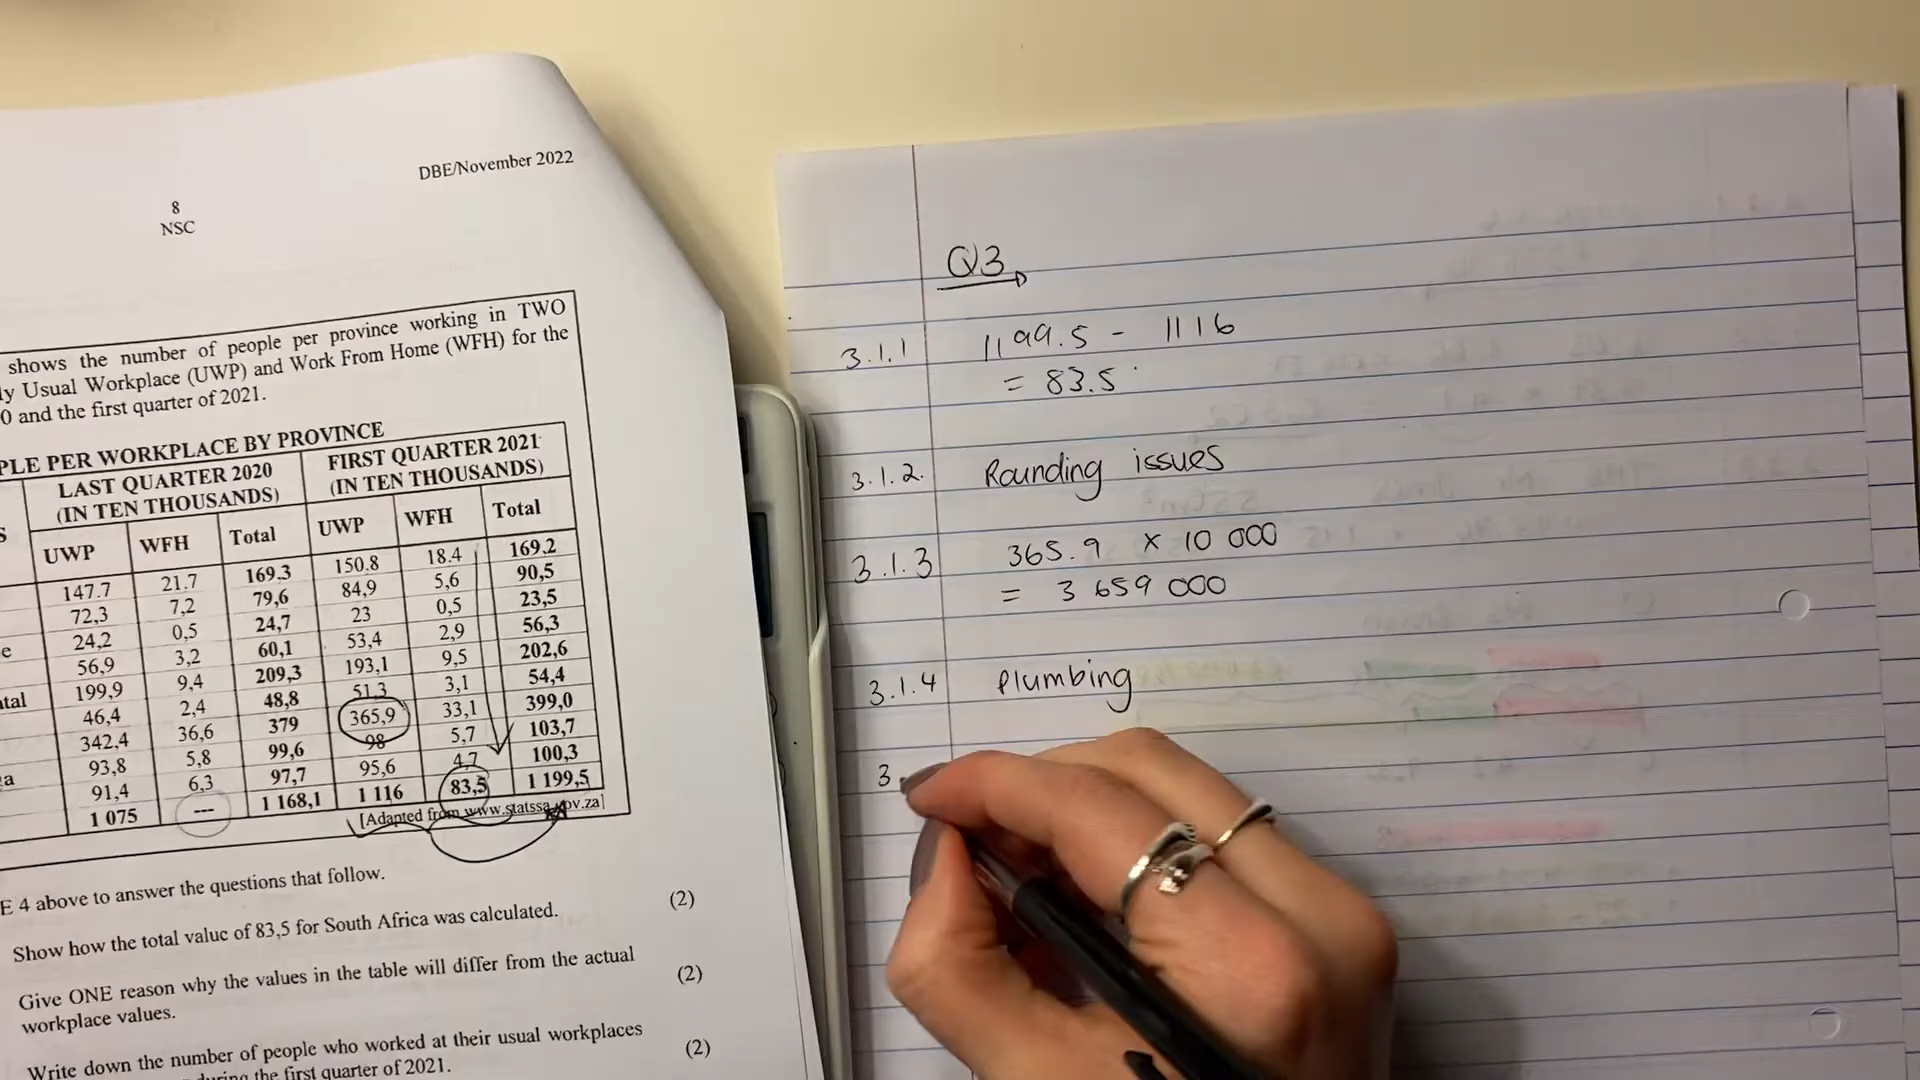 DBE/November 2022
8
NSC
shows the number of people per province working in TWO
ly Usual Workplace (UWP) and Work From Home (WFH) for the
0 and the first quarter of 2021.
PLE PER WORKPLACE BY PROVINCE
S LAST QUARTER 2020 (IN TEN THOUSANDS) FIRST QUARTER 2021 (IN TEN THOUSANDS)
UWP WFH Total UWP WFH Total
147.7 21.7 169.3 150.8 18.4 169.2
72,3 7,2 79,6 84,9 5,6 90,5
e 24,2 0,5 24,7 23 0,5 23,5
56,9 3,2 60,1 53,4 2,9 56,3
atal 199,9 9,4 209,3 193,1 9,5 202,6
46,4 2,4 48,8 51,3 3,1 54,4
342,4 36,6 379 365,9 33,1 399,0
93,8 5,8 99,6 98 5,7 103,7
a 91,4 6,3 97,7 95,6 4,7 100,3
1 075 --- 1 168,1 1 116 83,5 1 199,5
[Adapted from www.statssa.gov.za]
E 4 above to answer the questions that follow.
Show how the total value of 83,5 for South Africa was calculated. (2)
Give ONE reason why the values in the table will differ from the actual
workplace values. (2)
Write down the number of people who worked at their usual workplaces
during the first quarter of 2021. (2)
Q3
3.1.1 1199.5 - 1116
= 83.5
3.1.2. Rounding issues
3.1.3 365.9 x 10 000
= 3 659 000
3.1.4 Plumbing
3.